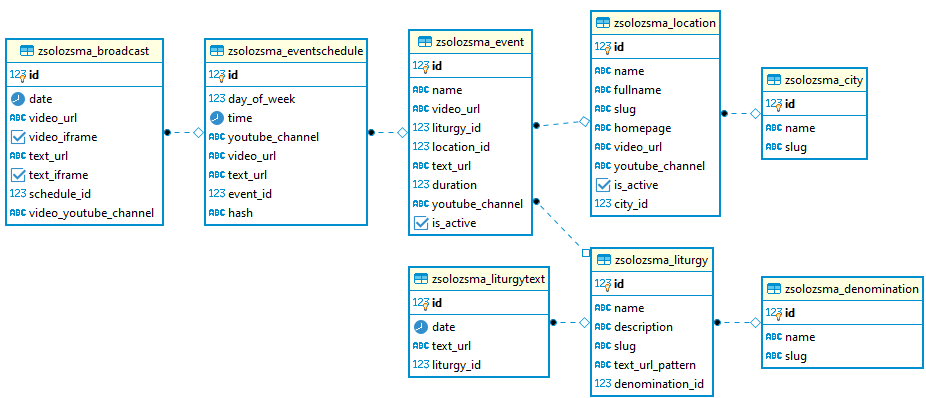 zsolozsma_broadcast
123 id
date
ABC video_url
video_iframe
ABC text_url
text_iframe
123 schedule_id
ABC video_youtube_channel
zsolozsma_eventschedule
123 id
123 day_of_week
time
ABC youtube_channel
ABC video_url
ABC text_url
123 event_id
ABC hash
zsolozsma_event
123 id
ABC name
ABC video_url
123 liturgy_id
123 location_id
ABC text_url
123 duration
ABC youtube_channel
is_active
zsolozsma_location
123 id
ABC name
ABC fullname
ABC slug
ABC homepage
ABC video_url
ABC youtube_channel
is_active
123 city_id
zsolozsma_city
123 id
ABC name
ABC slug
zsolozsma_liturgytext
123 id
date
ABC text_url
123 liturgy_id
zsolozsma_liturgy
123 id
ABC name
ABC description
ABC slug
ABC text_url_pattern
123 denomination_id
zsolozsma_denomination
123 id
ABC name
ABC slug